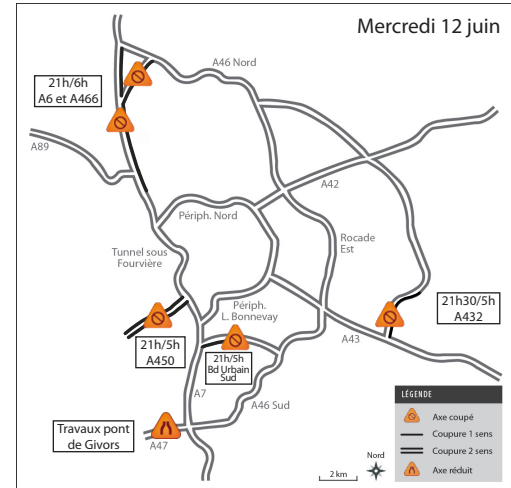 Mercredi 12 juin
A46 Nord
21h/6h
A6 et A466
A89
A42
Périph. Nord
Rocade
Est
Tunnel sous
Fourvière
21h30/5h
A432
Périph.
L. Bonnevay
21h/5h
A450
21h/5h
Bd Urbain
Sud
A43
A7
A46 Sud
Travaux pont
de Givors
A47
LÉGENDE
Axe coupé
Coupure 1 sens
Coupure 2 sens
Axe réduit
Nord
2 km